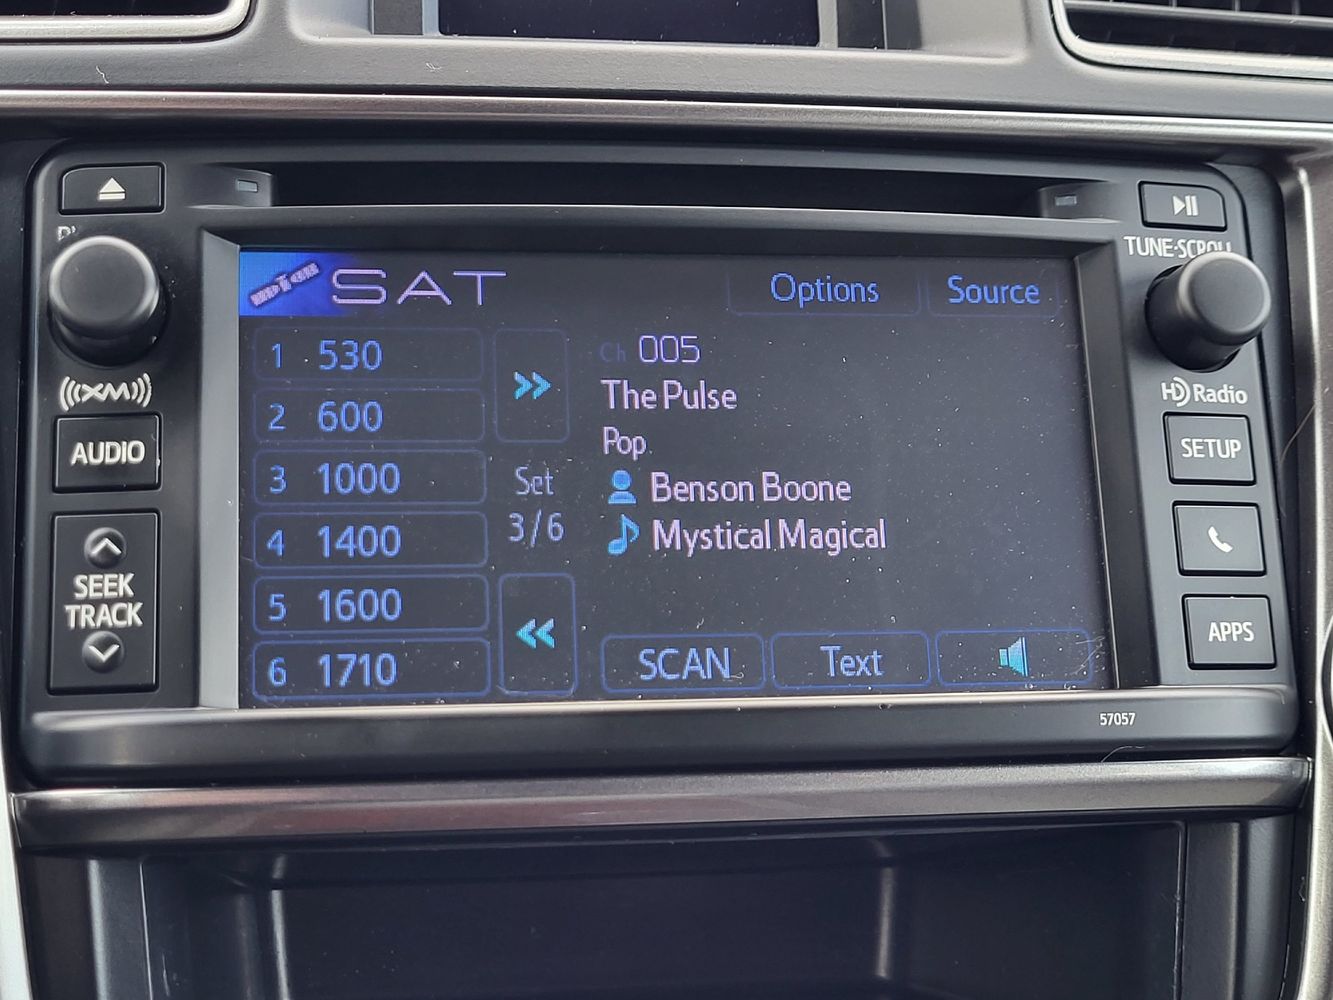 TUNE·SCROLL
SAT
Options
Source
1 530
2 600
3 1000
4 1400
5 1600
6 1710
Set
3/6
Ch 005
The Pulse
Pop
Benson Boone
Mystical Magical
SCAN
Text
XM
AUDIO
SEEK
TRACK
HD Radio
SETUP
APPS
57057